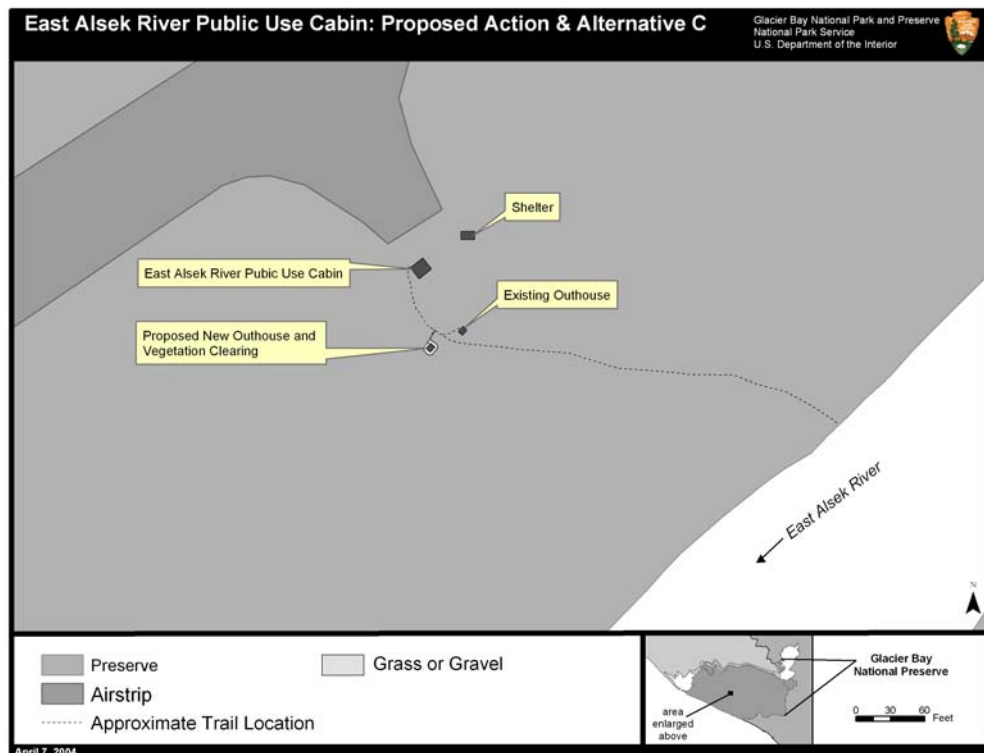 East Alsek River Public Use Cabin: Proposed Action & Alternative C
Glacier Bay National Park and Preserve
National Park Service
U.S. Department of the Interior
Shelter
East Alsek River Pubic Use Cabin
Existing Outhouse
Proposed New Outhouse and
Vegetation Clearing
East Alsek River
N
Preserve
Grass or Gravel
Airstrip
Approximate Trail Location
Glacier Bay
National Preserve
area
enlarged
above
0 30 60
Feet
April 7, 2004